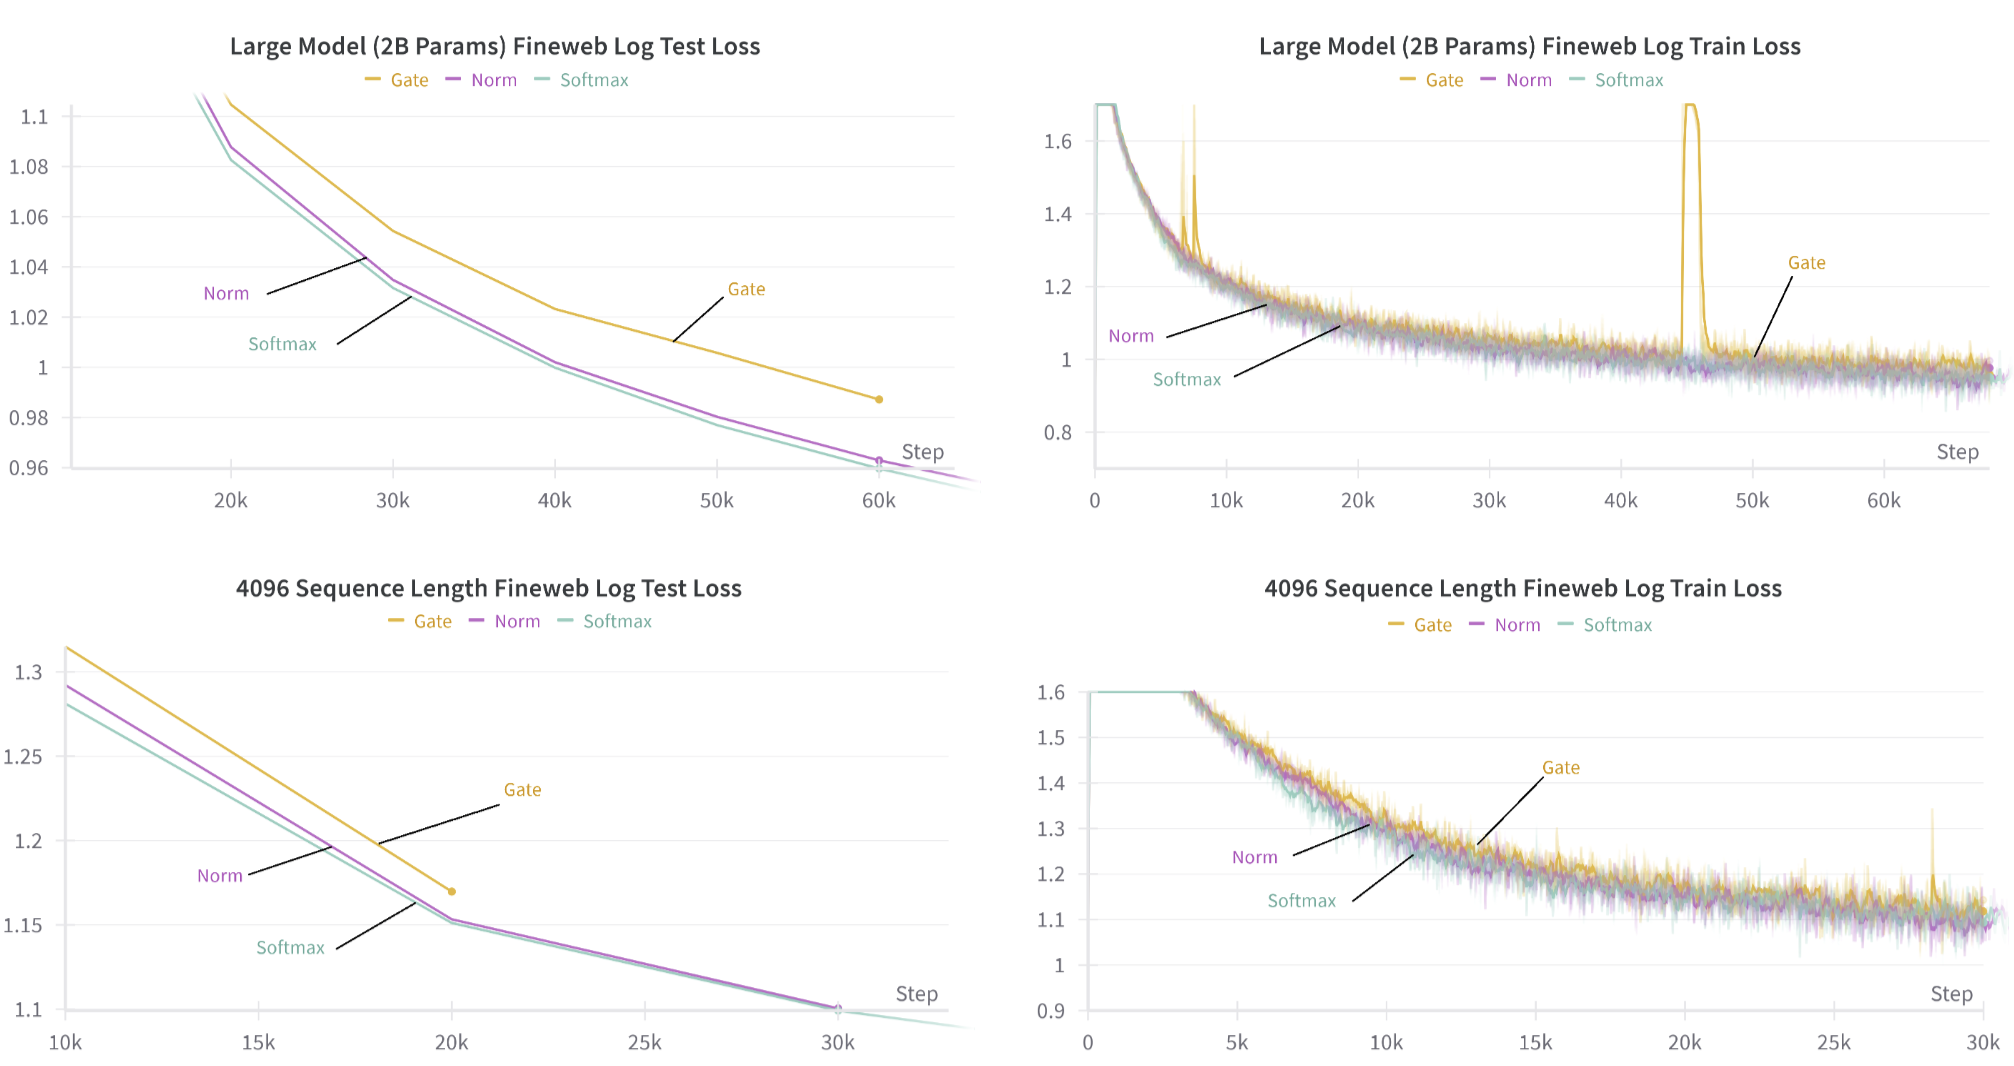 Large Model (2B Params) Fineweb Log Test Loss
Gate Norm Softmax
1.1
1.08
1.06
1.04
1.02
1
0.98
0.96
Norm
Softmax
Gate
Step
20k 30k 40k 50k 60k
Large Model (2B Params) Fineweb Log Train Loss
Gate Norm Softmax
1.6
1.4
1.2
1
0.8
Gate
Norm
Softmax
Step
0 10k 20k 30k 40k 50k 60k
4096 Sequence Length Fineweb Log Test Loss
Gate Norm Softmax
1.3
1.25
1.2
1.15
1.1
Gate
Norm
Softmax
Step
10k 15k 20k 25k 30k
4096 Sequence Length Fineweb Log Train Loss
Gate Norm Softmax
1.6
1.5
1.4
1.3
1.2
1.1
1
0.9
Gate
Norm
Softmax
Step
0 5k 10k 15k 20k 25k 30k